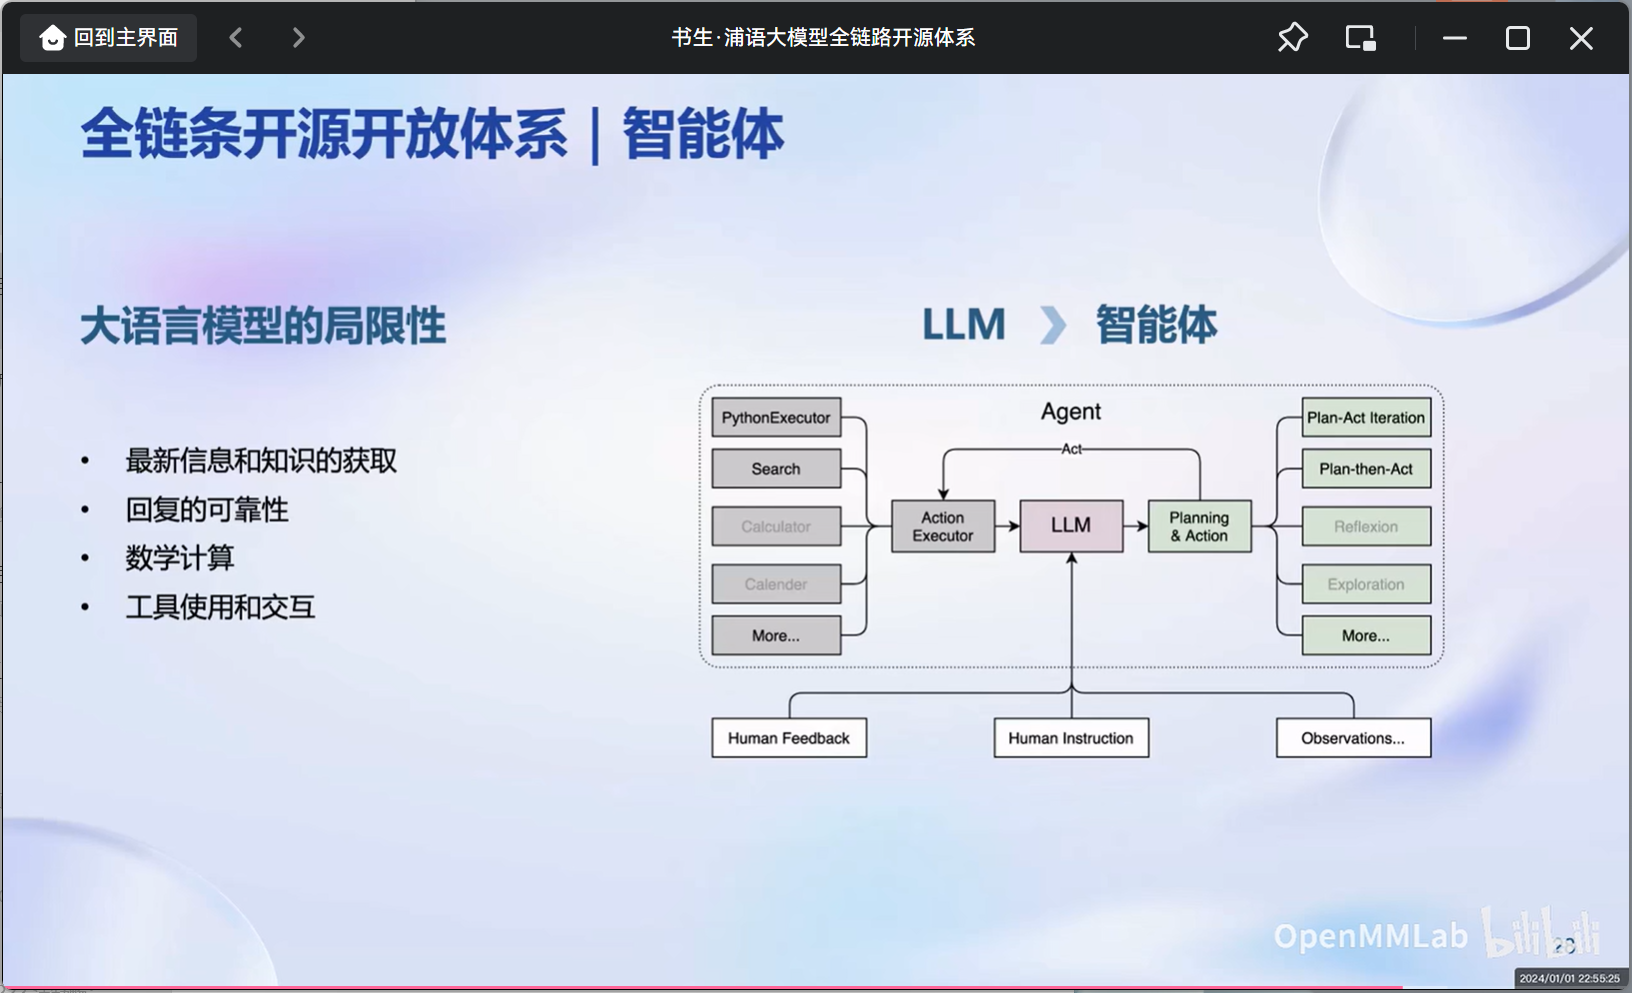 回到主界面
书生·浦语大模型全链路开源体系
全链条开源开放体系 | 智能体
大语言模型的局限性
• 最新信息和知识的获取
• 回复的可靠性
• 数学计算
• 工具使用和交互
LLM 智能体
Agent
Act
PythonExecutor
Search
Calculator
Calender
More...
Action
Executor
LLM
Planning
& Action
Plan-Act Iteration
Plan-then-Act
Reflexion
Exploration
More...
Human Feedback
Human Instruction
Observations...
OpenMMLab bilibili
2024/01/01 22:55:25